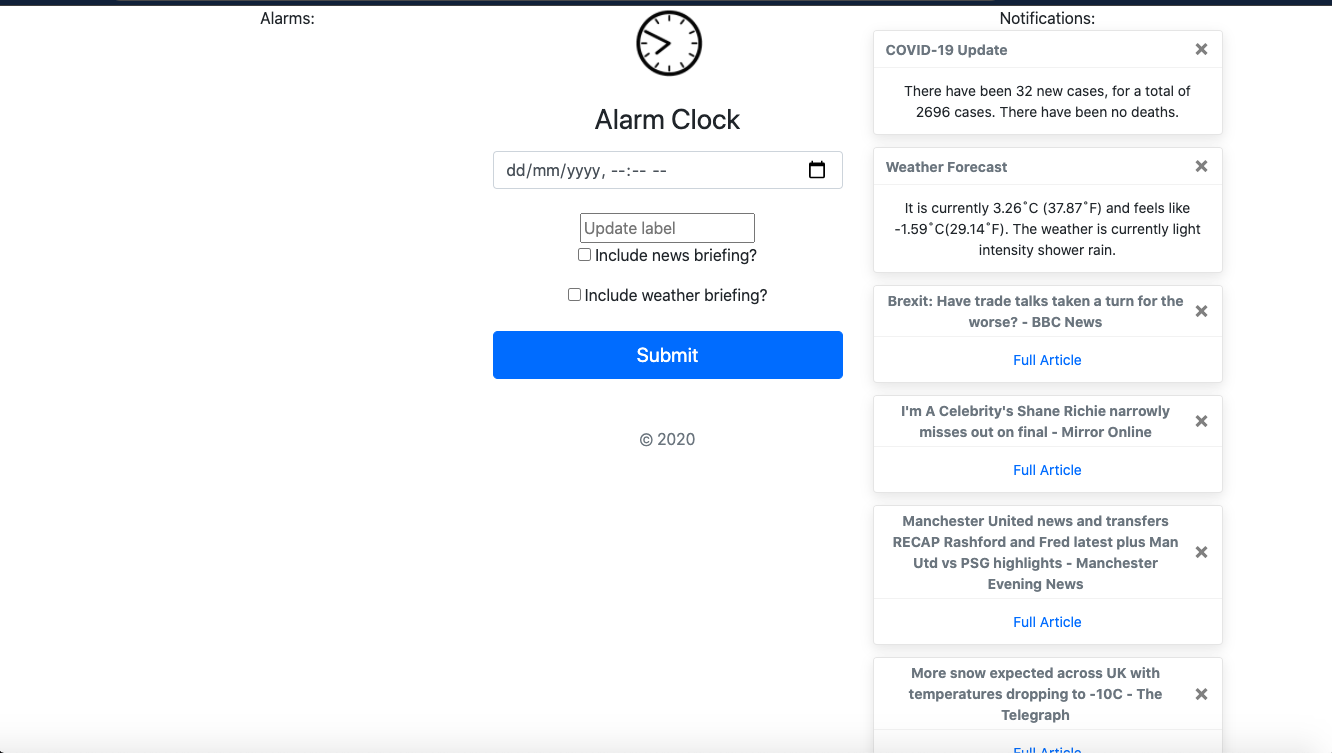 Alarms:
Alarm Clock
dd/mm/yyyy, --:-- --
Update label
Include news briefing?
Include weather briefing?
Submit
© 2020
Notifications:
COVID-19 Update
There have been 32 new cases, for a total of
2696 cases. There have been no deaths.
Weather Forecast
It is currently 3.26˚C (37.87˚F) and feels like
-1.59˚C(29.14˚F). The weather is currently light
intensity shower rain.
Brexit: Have trade talks taken a turn for the
worse? - BBC News
Full Article
I'm A Celebrity's Shane Richie narrowly
misses out on final - Mirror Online
Full Article
Manchester United news and transfers
RECAP Rashford and Fred latest plus Man
Utd vs PSG highlights - Manchester
Evening News
Full Article
More snow expected across UK with
temperatures dropping to -10C - The
Telegraph
Full Article